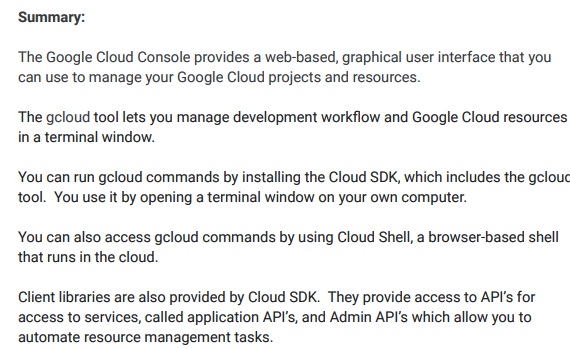 Summary:
The Google Cloud Console provides a web-based, graphical user interface that you
can use to manage your Google Cloud projects and resources.
The gcloud tool lets you manage development workflow and Google Cloud resources
in a terminal window.
You can run gcloud commands by installing the Cloud SDK, which includes the gcloud
tool.  You use it by opening a terminal window on your own computer.
You can also access gcloud commands by using Cloud Shell, a browser-based shell
that runs in the cloud.
Client libraries are also provided by Cloud SDK.  They provide access to API's for
access to services, called application API's, and Admin API's which allow you to
automate resource management tasks.